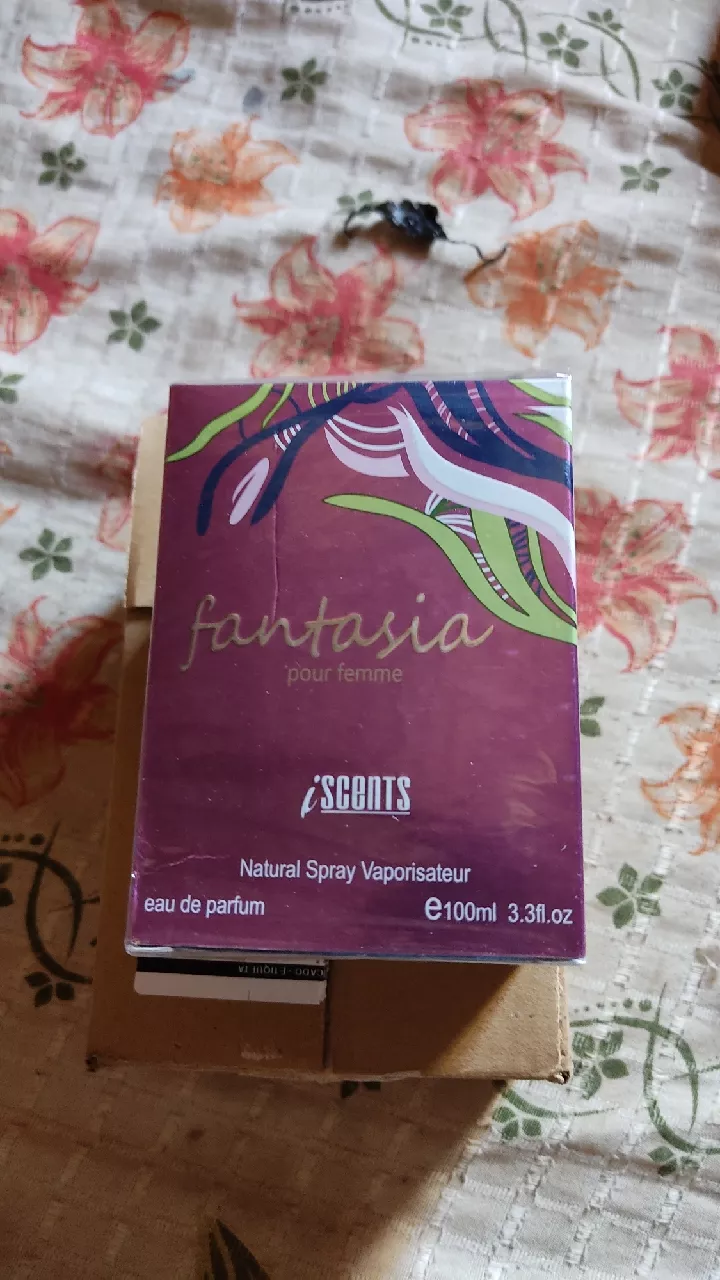 fantasia
pour femme
iscents
Natural Spray Vaporisateur
eau de parfum
e100ml 3.3fl.oz